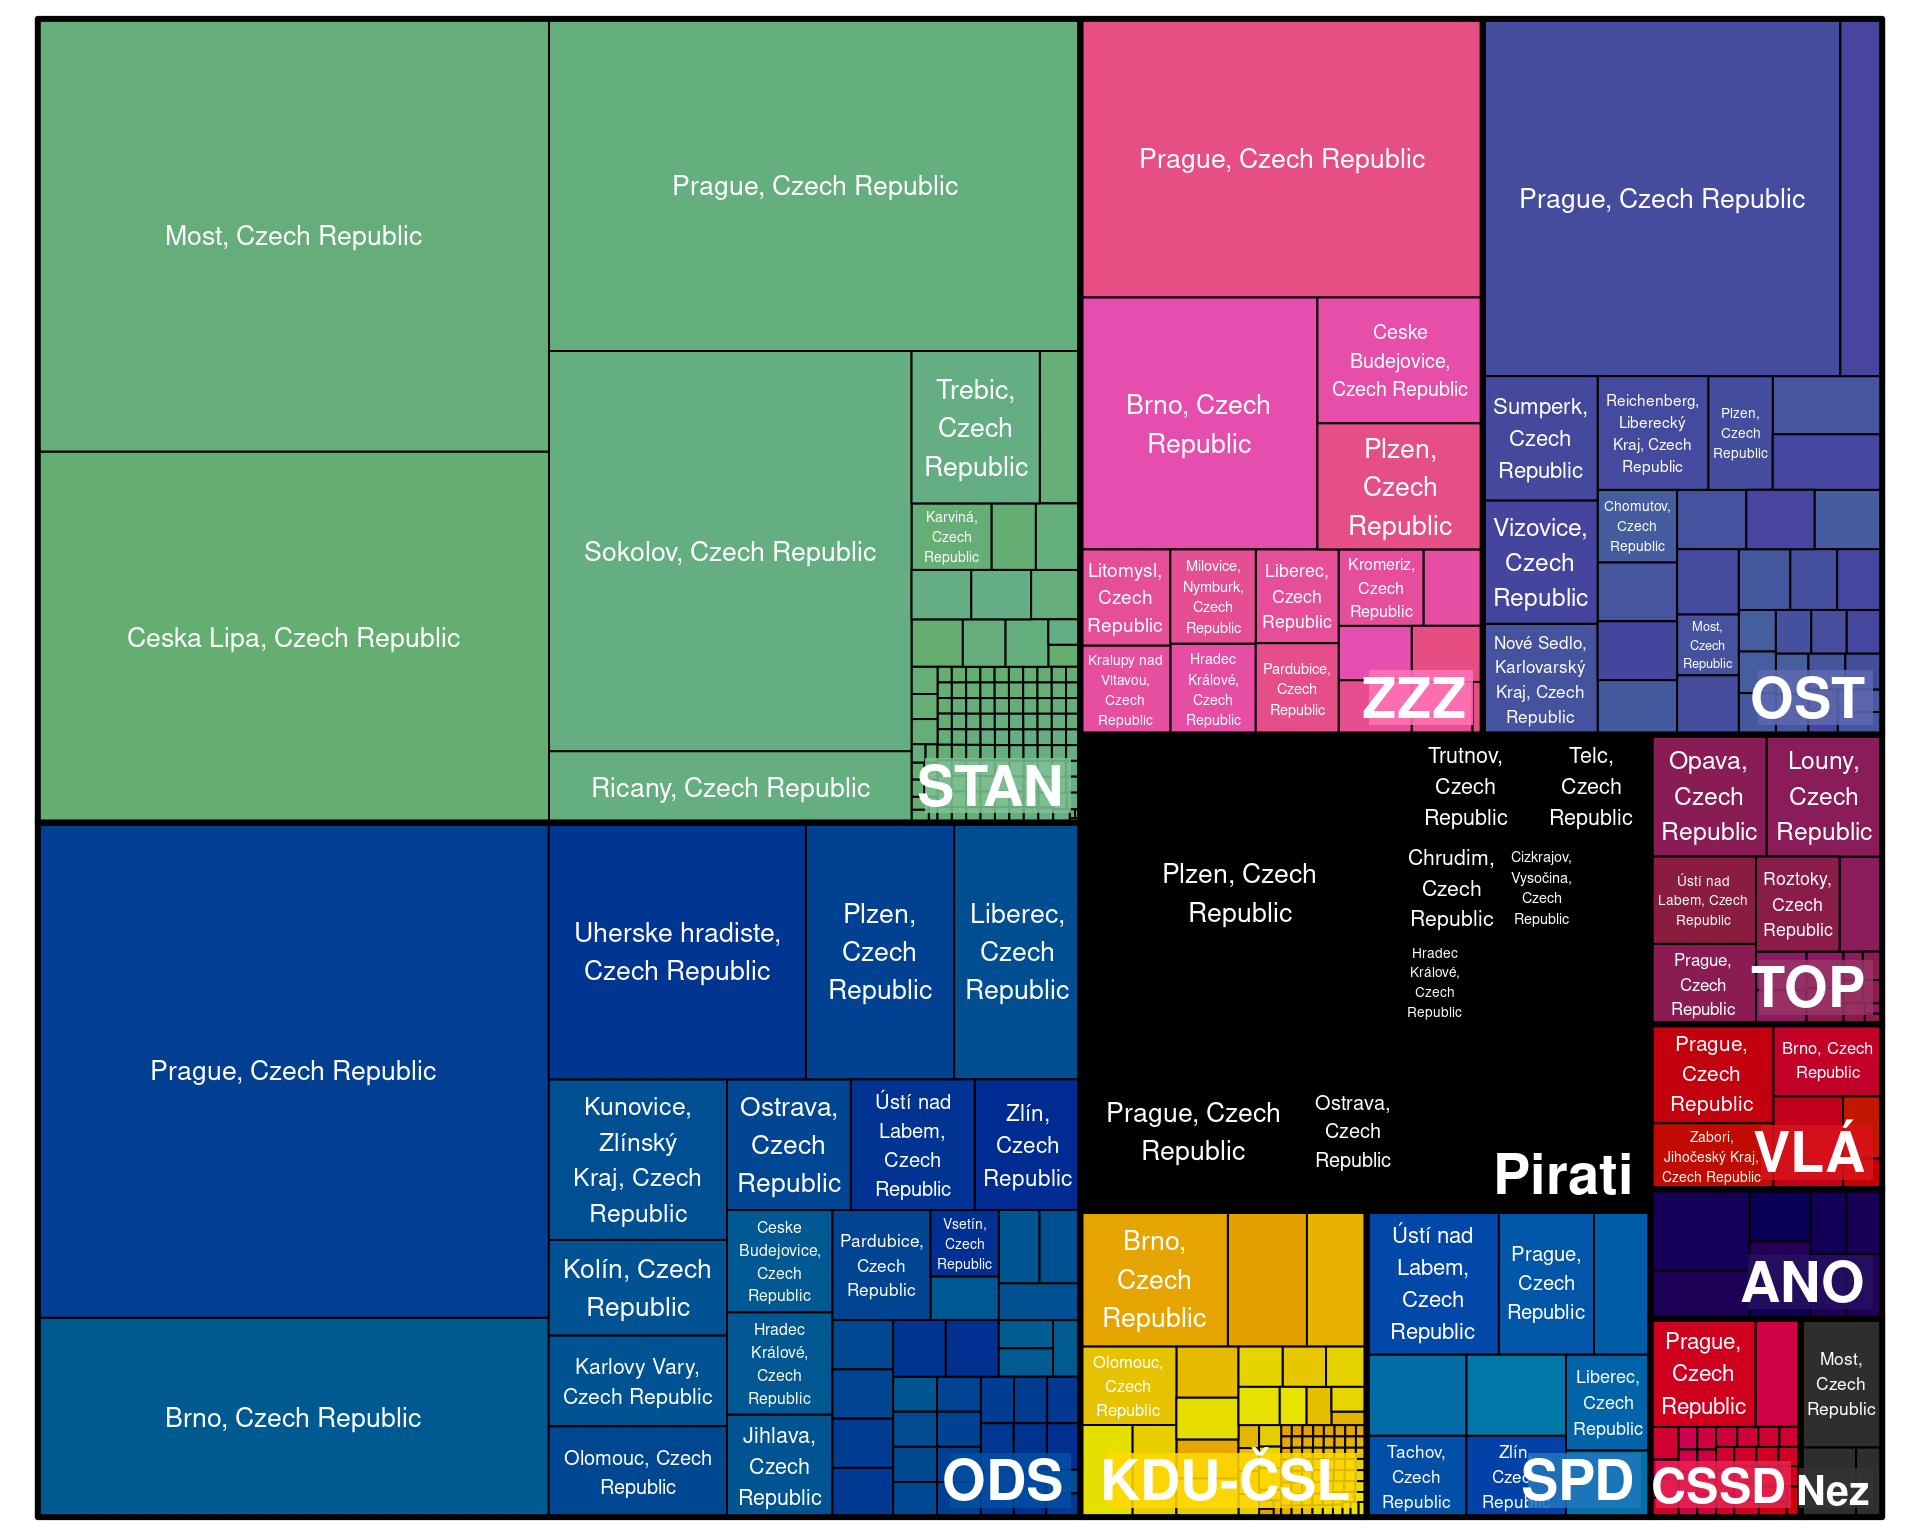 Most, Czech Republic
Ceska Lipa, Czech Republic
Prague, Czech Republic
Sokolov, Czech Republic
Ricany, Czech Republic
Trebic,
Czech
Republic
Karviná,
Czech
Republic
STAN
Prague, Czech Republic
Brno, Czech
Republic
Ceske
Budejovice,
Czech Republic
Plzen,
Czech
Republic
Litomysl,
Czech
Republic
Milovice,
Nymburk,
Czech
Republic
Liberec,
Czech
Republic
Kromeriz,
Czech
Republic
Kralupy nad
Vltavou,
Czech
Republic
Hradec
Králové,
Czech
Republic
Pardubice,
Czech
Republic
ZZZ
Prague, Czech Republic
Sumperk,
Czech
Republic
Reichenberg,
Liberecký
Kraj, Czech
Republic
Plzen,
Czech
Republic
Vizovice,
Czech
Republic
Chomutov,
Czech
Republic
Nové Sedlo,
Karlovarský
Kraj, Czech
Republic
Most,
Czech
Republic
OST
Prague, Czech Republic
Brno, Czech Republic
Uherske hradiste,
Czech Republic
Plzen,
Czech
Republic
Liberec,
Czech
Republic
Kunovice,
Zlínský
Kraj, Czech
Republic
Kolín, Czech
Republic
Karlovy Vary,
Czech Republic
Olomouc, Czech
Republic
Ostrava,
Czech
Republic
Ústí nad
Labem,
Czech
Republic
Zlín,
Czech
Republic
Ceske
Budejovice,
Czech
Republic
Pardubice,
Czech
Republic
Vsetín,
Czech
Republic
Hradec
Králové,
Czech
Republic
Jihlava,
Czech
Republic
ODS
Plzen, Czech
Republic
Prague, Czech
Republic
Ostrava,
Czech
Republic
Trutnov,
Czech
Republic
Telc,
Czech
Republic
Chrudim,
Czech
Republic
Cizkrajov,
Vysočina,
Czech
Republic
Hradec
Králové,
Czech
Republic
Pirati
Opava,
Czech
Republic
Louny,
Czech
Republic
Ústí nad
Labem, Czech
Republic
Roztoky,
Czech
Republic
Prague,
Czech
Republic
TOP
Prague,
Czech
Republic
Brno, Czech
Republic
Zabori,
Jihočeský Kraj,
Czech Republic
VLÁ
ANO
Brno,
Czech
Republic
Olomouc,
Czech
Republic
KDU-ČSL
Ústí nad
Labem,
Czech
Republic
Prague,
Czech
Republic
Liberec,
Czech
Republic
Tachov,
Czech
Republic
Zlín
SPD
Prague,
Czech
Republic
CSSD
Most,
Czech
Republic
Nez